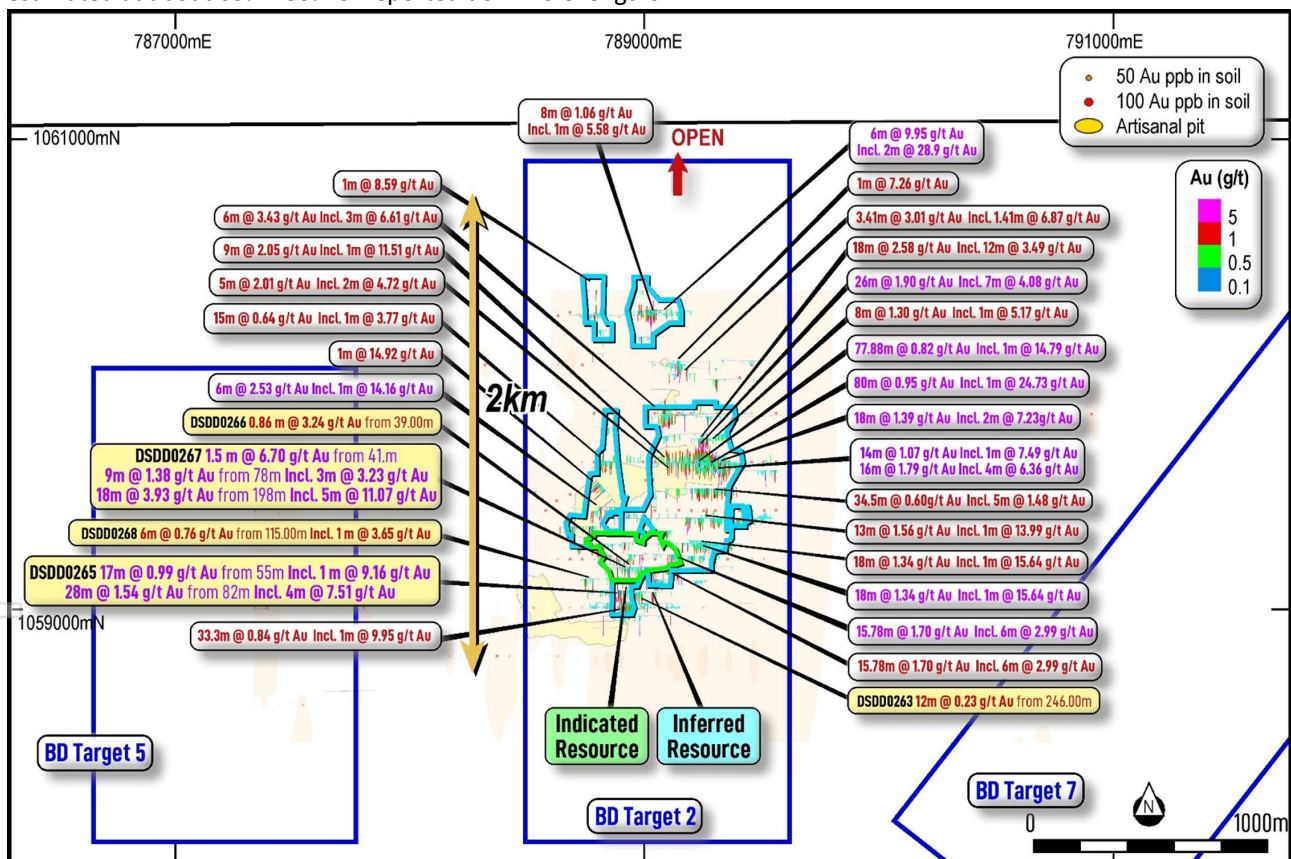 787000mE
789000mE
791000mE
50 Au ppb in soil
100 Au ppb in soil
Artisanal pit
1061000mN
8m @ 1.06 g/t Au
Incl. 1m @ 5.58 g/t Au
OPEN
6m @ 9.95 g/t Au
Incl. 2m @ 28.9 g/t Au
Au (g/t)
5
1
0.5
0.1
1m @ 8.59 g/t Au
6m @ 3.43 g/t Au Incl. 3m @ 6.61 g/t Au
9m @ 2.05 g/t Au Incl. 1m @ 11.51 g/t Au
5m @ 2.01 g/t Au Incl. 2m @ 4.72 g/t Au
15m @ 0.64 g/t Au Incl. 1m @ 3.77 g/t Au
1m @ 14.92 g/t Au
6m @ 2.53 g/t Au Incl. 1m @ 14.16 g/t Au
DSDD0266 0.86 m @ 3.24 g/t Au from 39.00m
DSDD0267 1.5 m @ 6.70 g/t Au from 41.m
9m @ 1.38 g/t Au from 78m Incl. 3m @ 3.23 g/t Au
18m @ 3.93 g/t Au from 198m Incl. 5m @ 11.07 g/t Au
DSDD0268 6m @ 0.76 g/t Au from 115.00m Incl. 1 m @ 3.65 g/t Au
DSDD0265 17m @ 0.99 g/t Au from 55m Incl. 1 m @ 9.16 g/t Au
28m @ 1.54 g/t Au from 82m Incl. 4m @ 7.51 g/t Au
1059000mN
33.3m @ 0.84 g/t Au Incl. 1m @ 9.95 g/t Au
2km
1m @ 7.26 g/t Au
3.41m @ 3.01 g/t Au Incl. 1.41m @ 6.87 g/t Au
18m @ 2.58 g/t Au Incl. 12m @ 3.49 g/t Au
26m @ 1.90 g/t Au Incl. 7m @ 4.08 g/t Au
8m @ 1.30 g/t Au Incl. 1m @ 5.17 g/t Au
77.88m @ 0.82 g/t Au Incl. 1m @ 14.79 g/t Au
80m @ 0.95 g/t Au Incl. 1m @ 24.73 g/t Au
18m @ 1.39 g/t Au Incl. 2m @ 7.23g/t Au
14m @ 1.07 g/t Au Incl. 1m @ 7.49 g/t Au
16m @ 1.79 g/t Au Incl. 4m @ 6.36 g/t Au
34.5m @ 0.60g/t Au Incl. 5m @ 1.48 g/t Au
13m @ 1.56 g/t Au Incl. 1m @ 13.99 g/t Au
18m @ 1.34 g/t Au Incl. 1m @ 15.64 g/t Au
18m @ 1.34 g/t Au Incl. 1m @ 15.64 g/t Au
15.78m @ 1.70 g/t Au Incl. 6m @ 2.99 g/t Au
15.78m @ 1.70 g/t Au Incl. 6m @ 2.99 g/t Au
DSDD0263 12m @ 0.23 g/t Au from 246.00m
Indicated
Resource
Inferred
Resource
BD Target 5
BD Target 2
BD Target 7
N
0
1000m